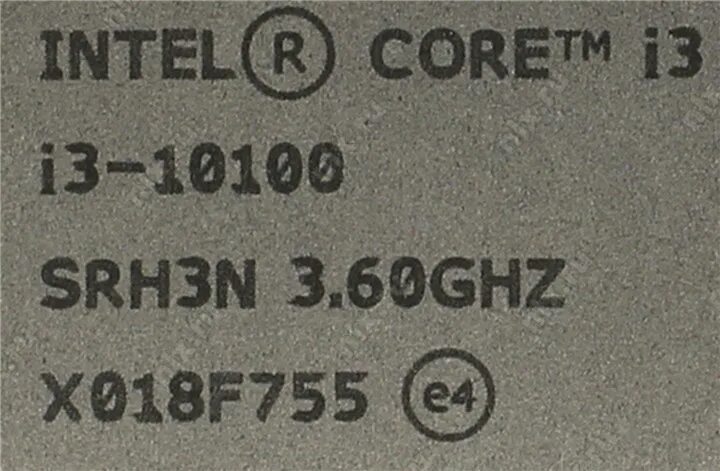 INTEL® CORE™ i3
i3-10100
SRH3N 3.60GHZ
X018F755 e4